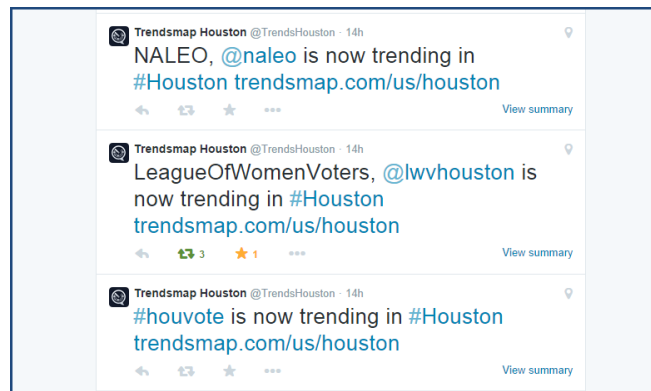 Trendsmap Houston @TrendsHouston · 14h
NALEO, @naleo is now trending in
#Houston trendsmap.com/us/houston
View summary
Trendsmap Houston @TrendsHouston · 14h
LeagueOfWomenVoters, @lwvhouston is
now trending in #Houston
trendsmap.com/us/houston
3 1 View summary
Trendsmap Houston @TrendsHouston · 14h
#houvote is now trending in #Houston
trendsmap.com/us/houston
View summary